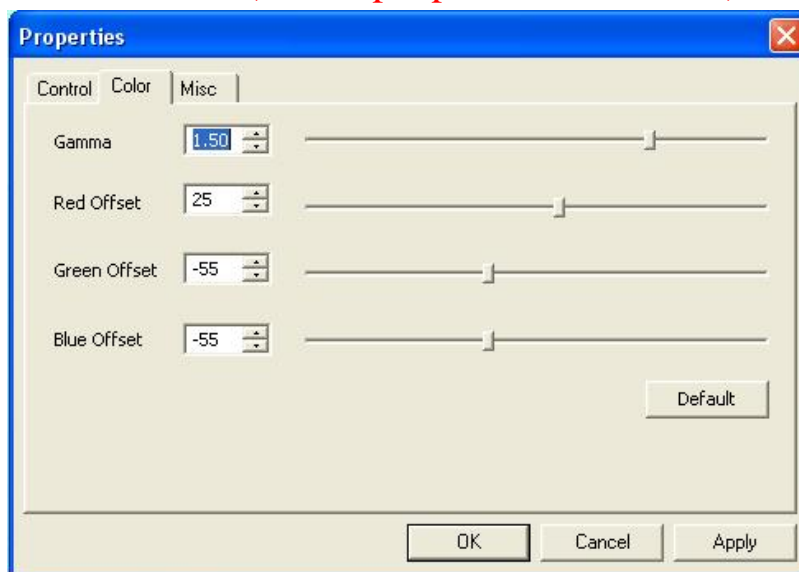 Properties
Control Color Misc
Gamma 1.50
Red Offset 25
Green Offset -55
Blue Offset -55
Default
OK Cancel Apply